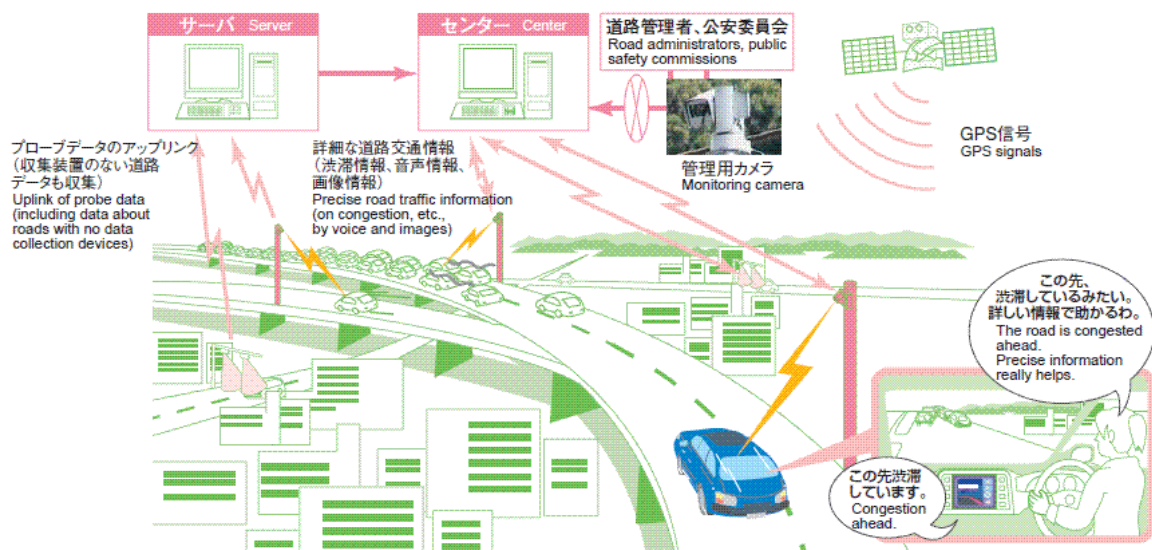 サーバ Server
センター Center
道路管理者、公安委員会
Road administrators, public
safety commissions
プローブデータのアップリンク
(収集装置のない道路
データも収集)
Uplink of probe data
(including data about
roads with no data
collection devices)
詳細な道路交通情報
(渋滞情報、音声情報、
画像情報)
Precise road traffic information
(on congestion, etc.,
by voice and images)
管理用カメラ
Monitoring camera
GPS信号
GPS signals
この先、
渋滞しているみたい。
詳しい情報で助かるわ。
The road is congested
ahead.
Precise information
really helps.
この先渋滞
しています。
Congestion
ahead.